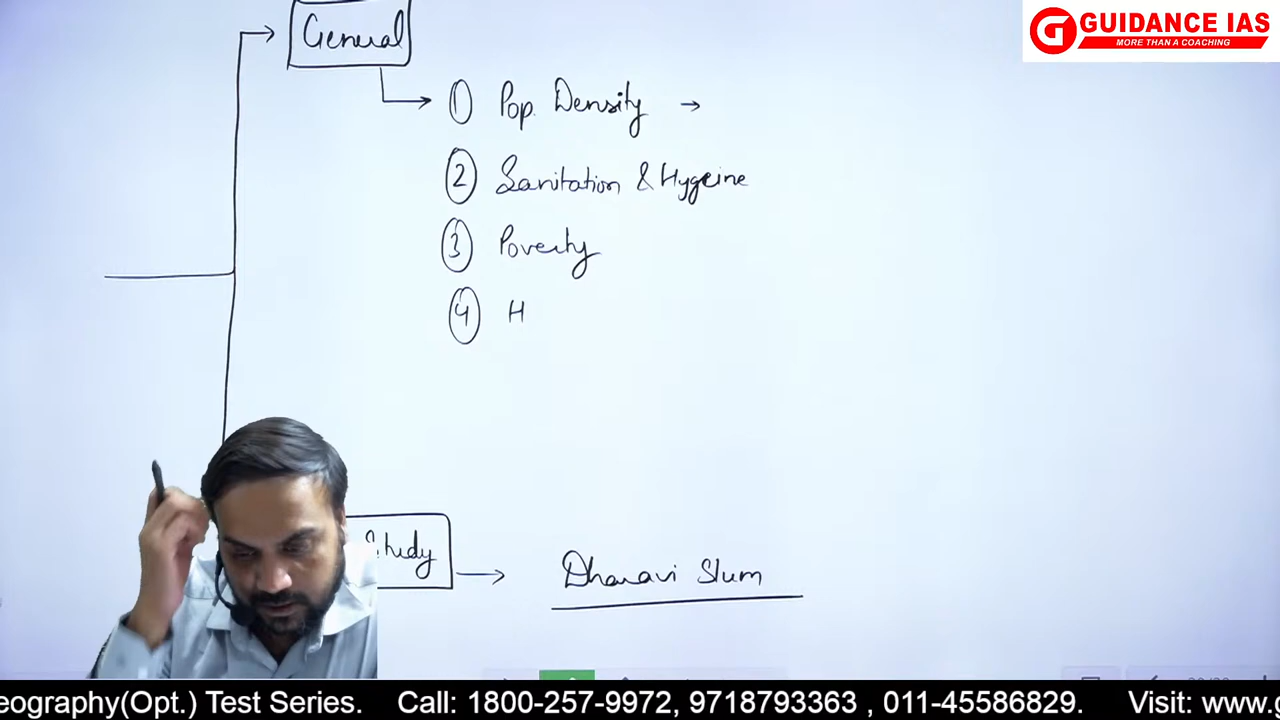 General
GUIDANCE IAS
MORE THAN A COACHING
① Pop. Density →
② Sanitation & Hygeine
③ Poverty
④ H
Study → Dharavi Slum
eography(Opt.) Test Series. Call: 1800-257-9972, 9718793363 , 011-45586829. Visit: www.g